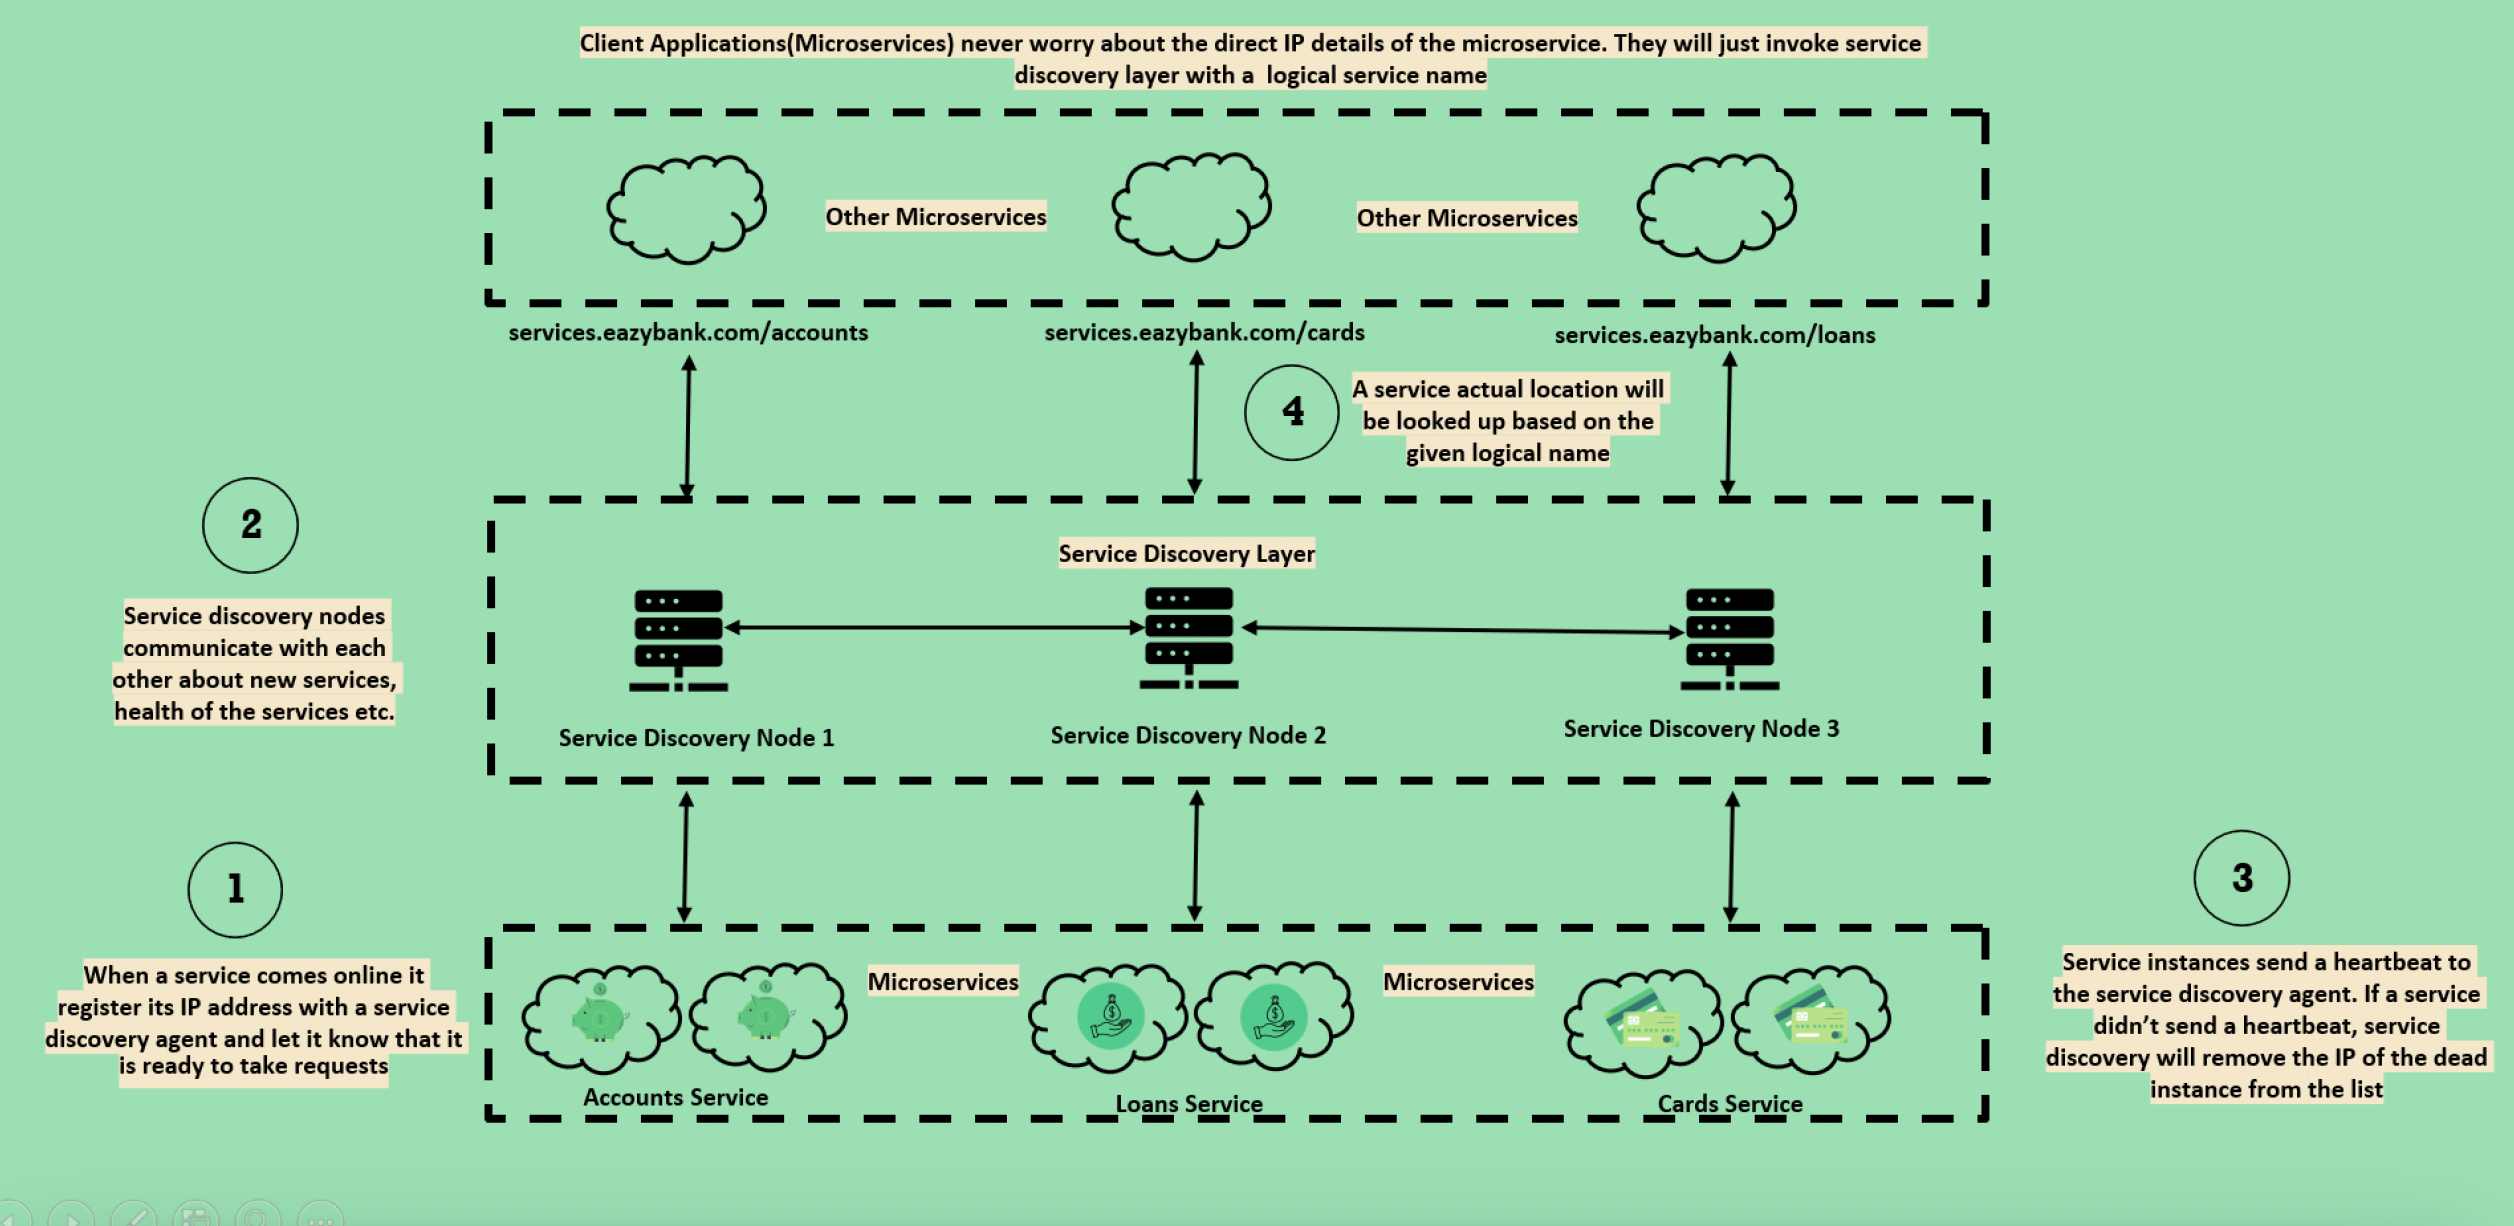 Client Applications(Microservices) never worry about the direct IP details of the microservice. They will just invoke service
discovery layer with a logical service name
Other Microservices
Other Microservices
services.eazybank.com/accounts
services.eazybank.com/cards
services.eazybank.com/loans
4
A service actual location will
be looked up based on the
given logical name
2
Service discovery nodes
communicate with each
other about new services,
health of the services etc.
Service Discovery Layer
Service Discovery Node 1
Service Discovery Node 2
Service Discovery Node 3
1
When a service comes online it
register its IP address with a service
discovery agent and let it know that it
is ready to take requests
Microservices
Microservices
Accounts Service
Loans Service
Cards Service
3
Service instances send a heartbeat to
the service discovery agent. If a service
didn’t send a heartbeat, service
discovery will remove the IP of the dead
instance from the list